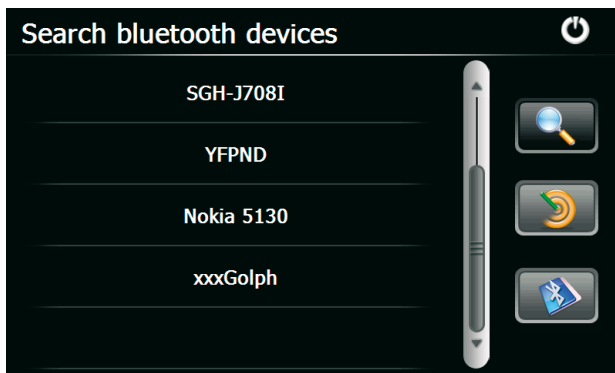 Search bluetooth devices
SGH-J708I
YFPND
Nokia 5130
xxxGolph